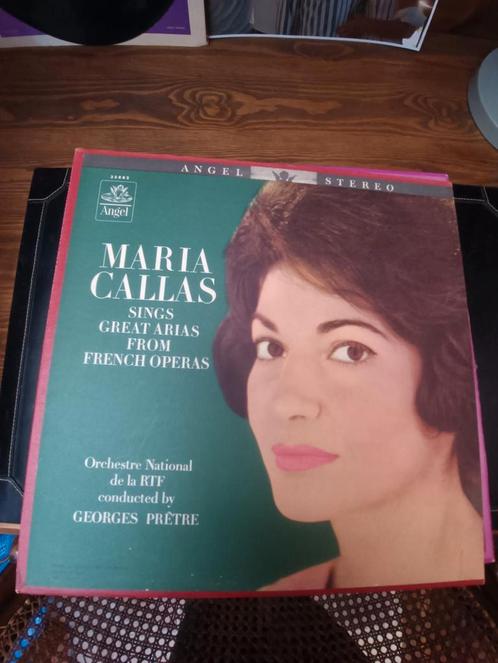 ANGEL STEREO
35882
Angel
MARIA
CALLAS
SINGS
GREAT ARIAS
FROM
FRENCH OPERAS
Orchestre National
de la RTF
conducted by
GEORGES PRÊTRE